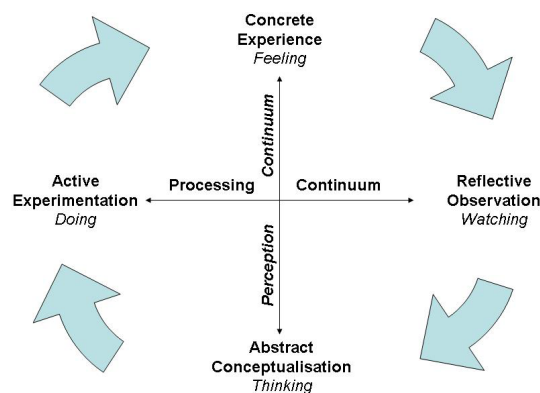 Concrete
Experience
Feeling
Continuum
Active
Experimentation
Doing
Processing
Continuum
Reflective
Observation
Watching
Perception
Abstract
Conceptualisation
Thinking